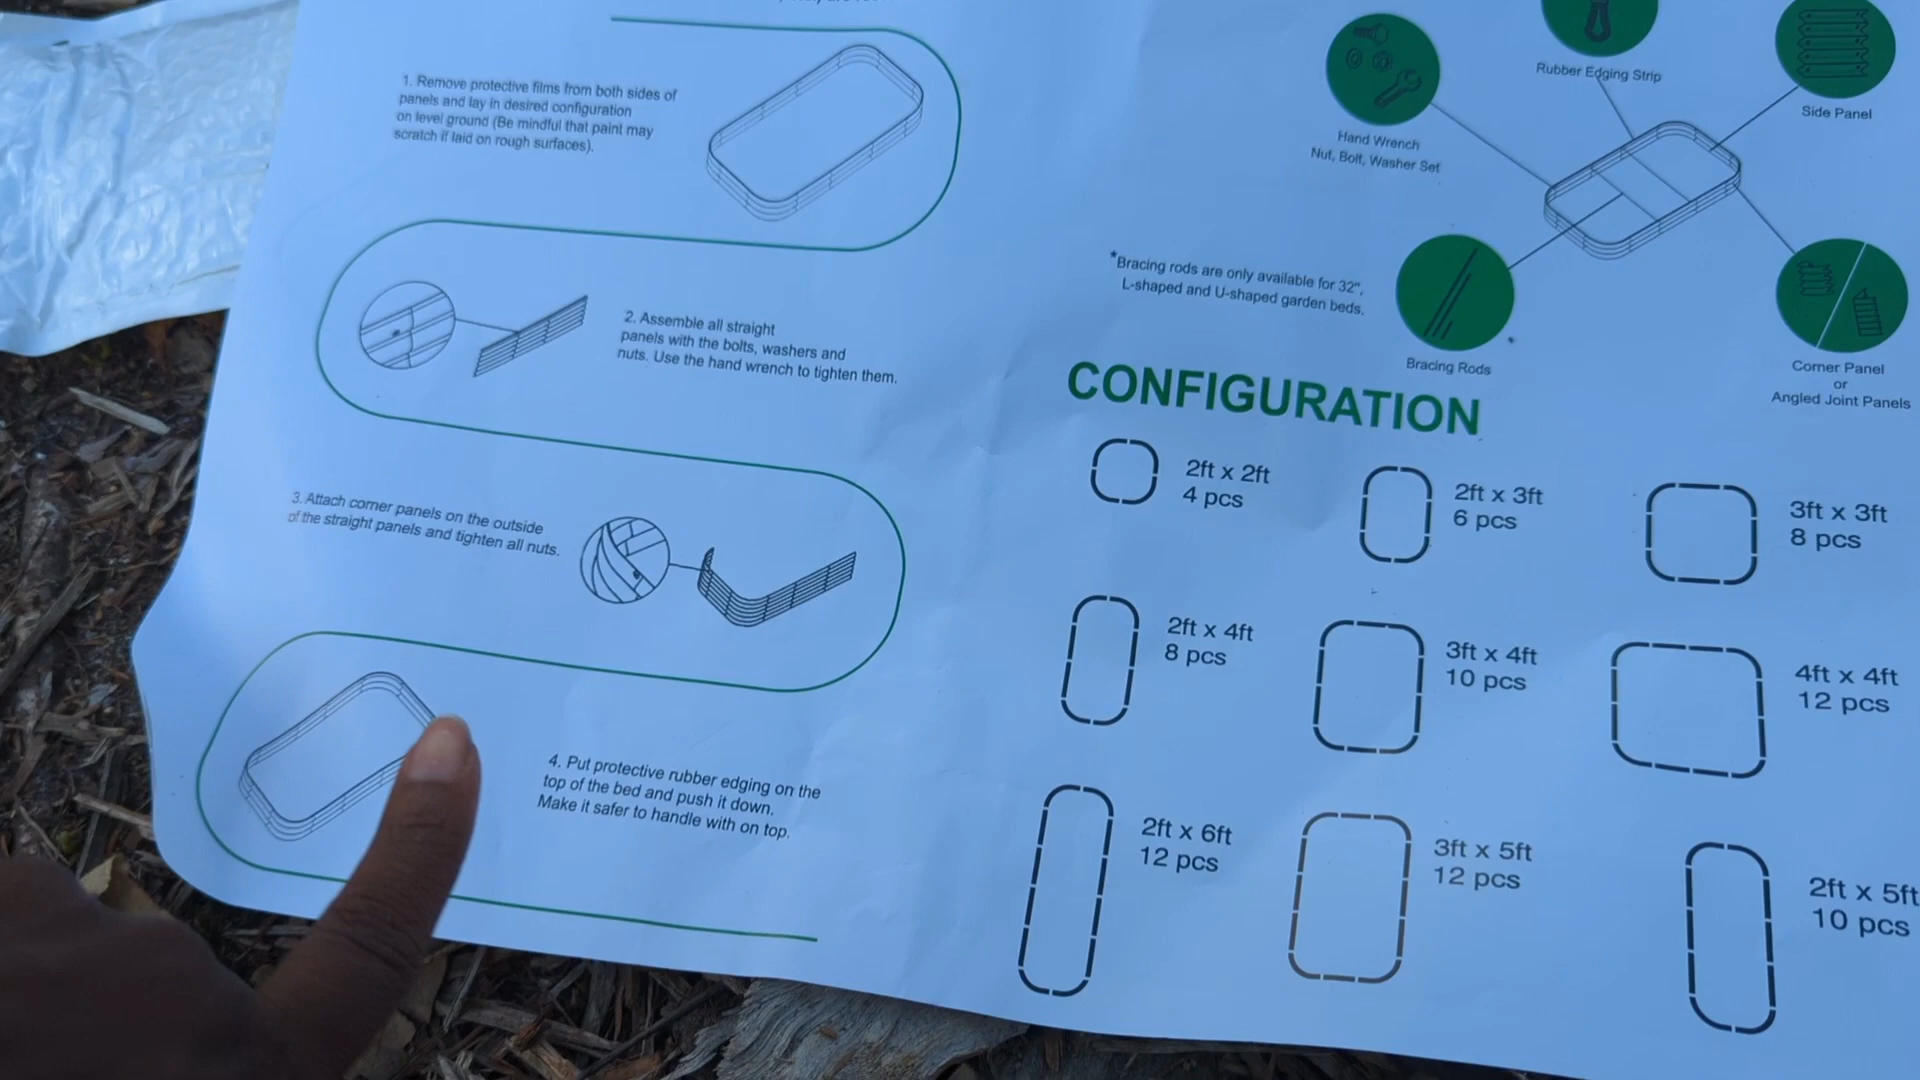 1. Remove protective films from both sides of
panels and lay in desired configuration
on level ground (Be mindful that paint may
scratch if laid on rough surfaces).
2. Assemble all straight
panels with the bolts, washers and
nuts. Use the hand wrench to tighten them.
3. Attach corner panels on the outside
of the straight panels and tighten all nuts.
4. Put protective rubber edging on the
top of the bed and push it down.
Make it safer to handle with on top.
Rubber Edging Strip
Side Panel
Hand Wrench
Nut, Bolt, Washer Set
*Bracing rods are only available for 32",
L-shaped and U-shaped garden beds.
Bracing Rods
Corner Panel
or
Angled Joint Panels
CONFIGURATION
2ft x 2ft
4 pcs
2ft x 3ft
6 pcs
3ft x 3ft
8 pcs
2ft x 4ft
8 pcs
3ft x 4ft
10 pcs
4ft x 4ft
12 pcs
2ft x 6ft
12 pcs
3ft x 5ft
12 pcs
2ft x 5ft
10 pcs